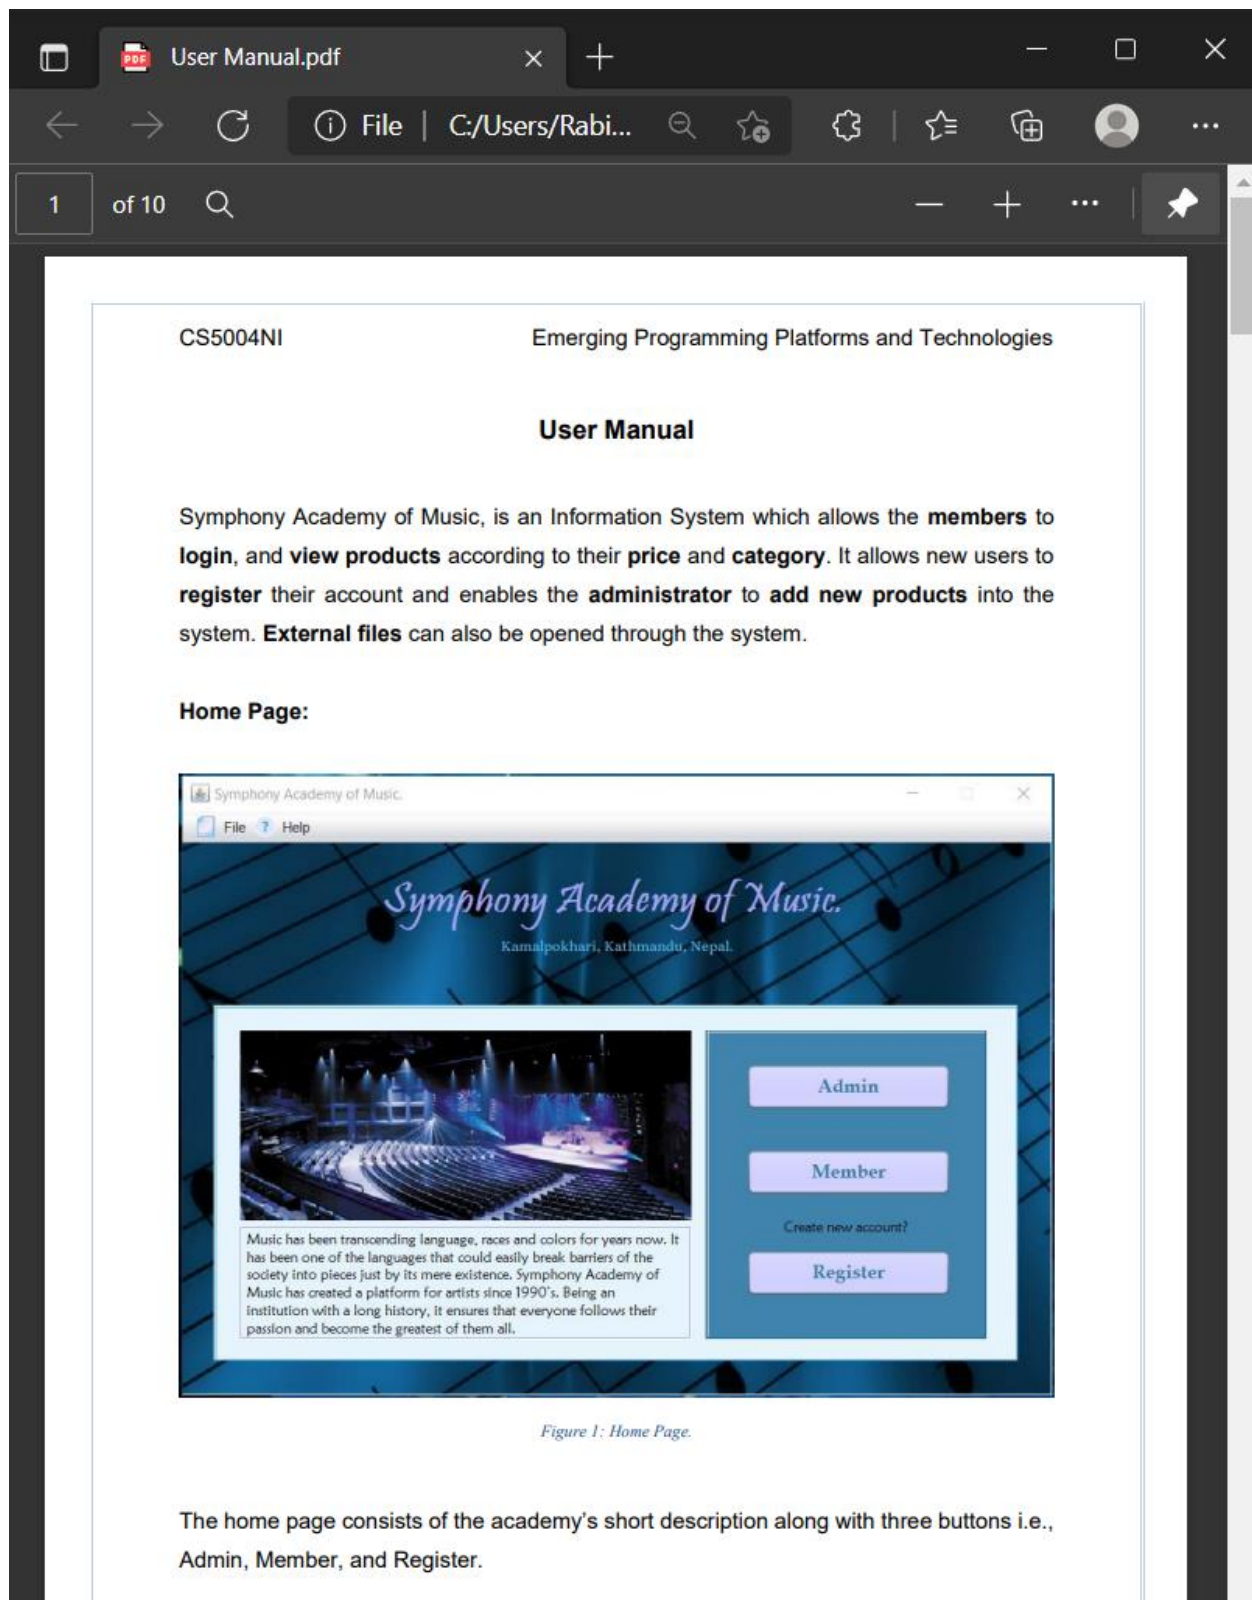 User Manual.pdf
File | C:/Users/Rabi...
1 of 10
CS5004NI Emerging Programming Platforms and Technologies
User Manual
Symphony Academy of Music, is an Information System which allows the members to
login, and view products according to their price and category. It allows new users to
register their account and enables the administrator to add new products into the
system. External files can also be opened through the system.
Home Page:
Symphony Academy of Music.
File ? Help
Symphony Academy of Music.
Kamalpokhari, Kathmandu, Nepal.
Music has been transcending language, races and colors for years now. It
has been one of the languages that could easily break barriers of the
society into pieces just by its mere existence. Symphony Academy of
Music has created a platform for artists since 1990's. Being an
institution with a long history, it ensures that everyone follows their
passion and become the greatest of them all.
Admin
Member
Create new account?
Register
Figure 1: Home Page.
The home page consists of the academy’s short description along with three buttons i.e.,
Admin, Member, and Register.